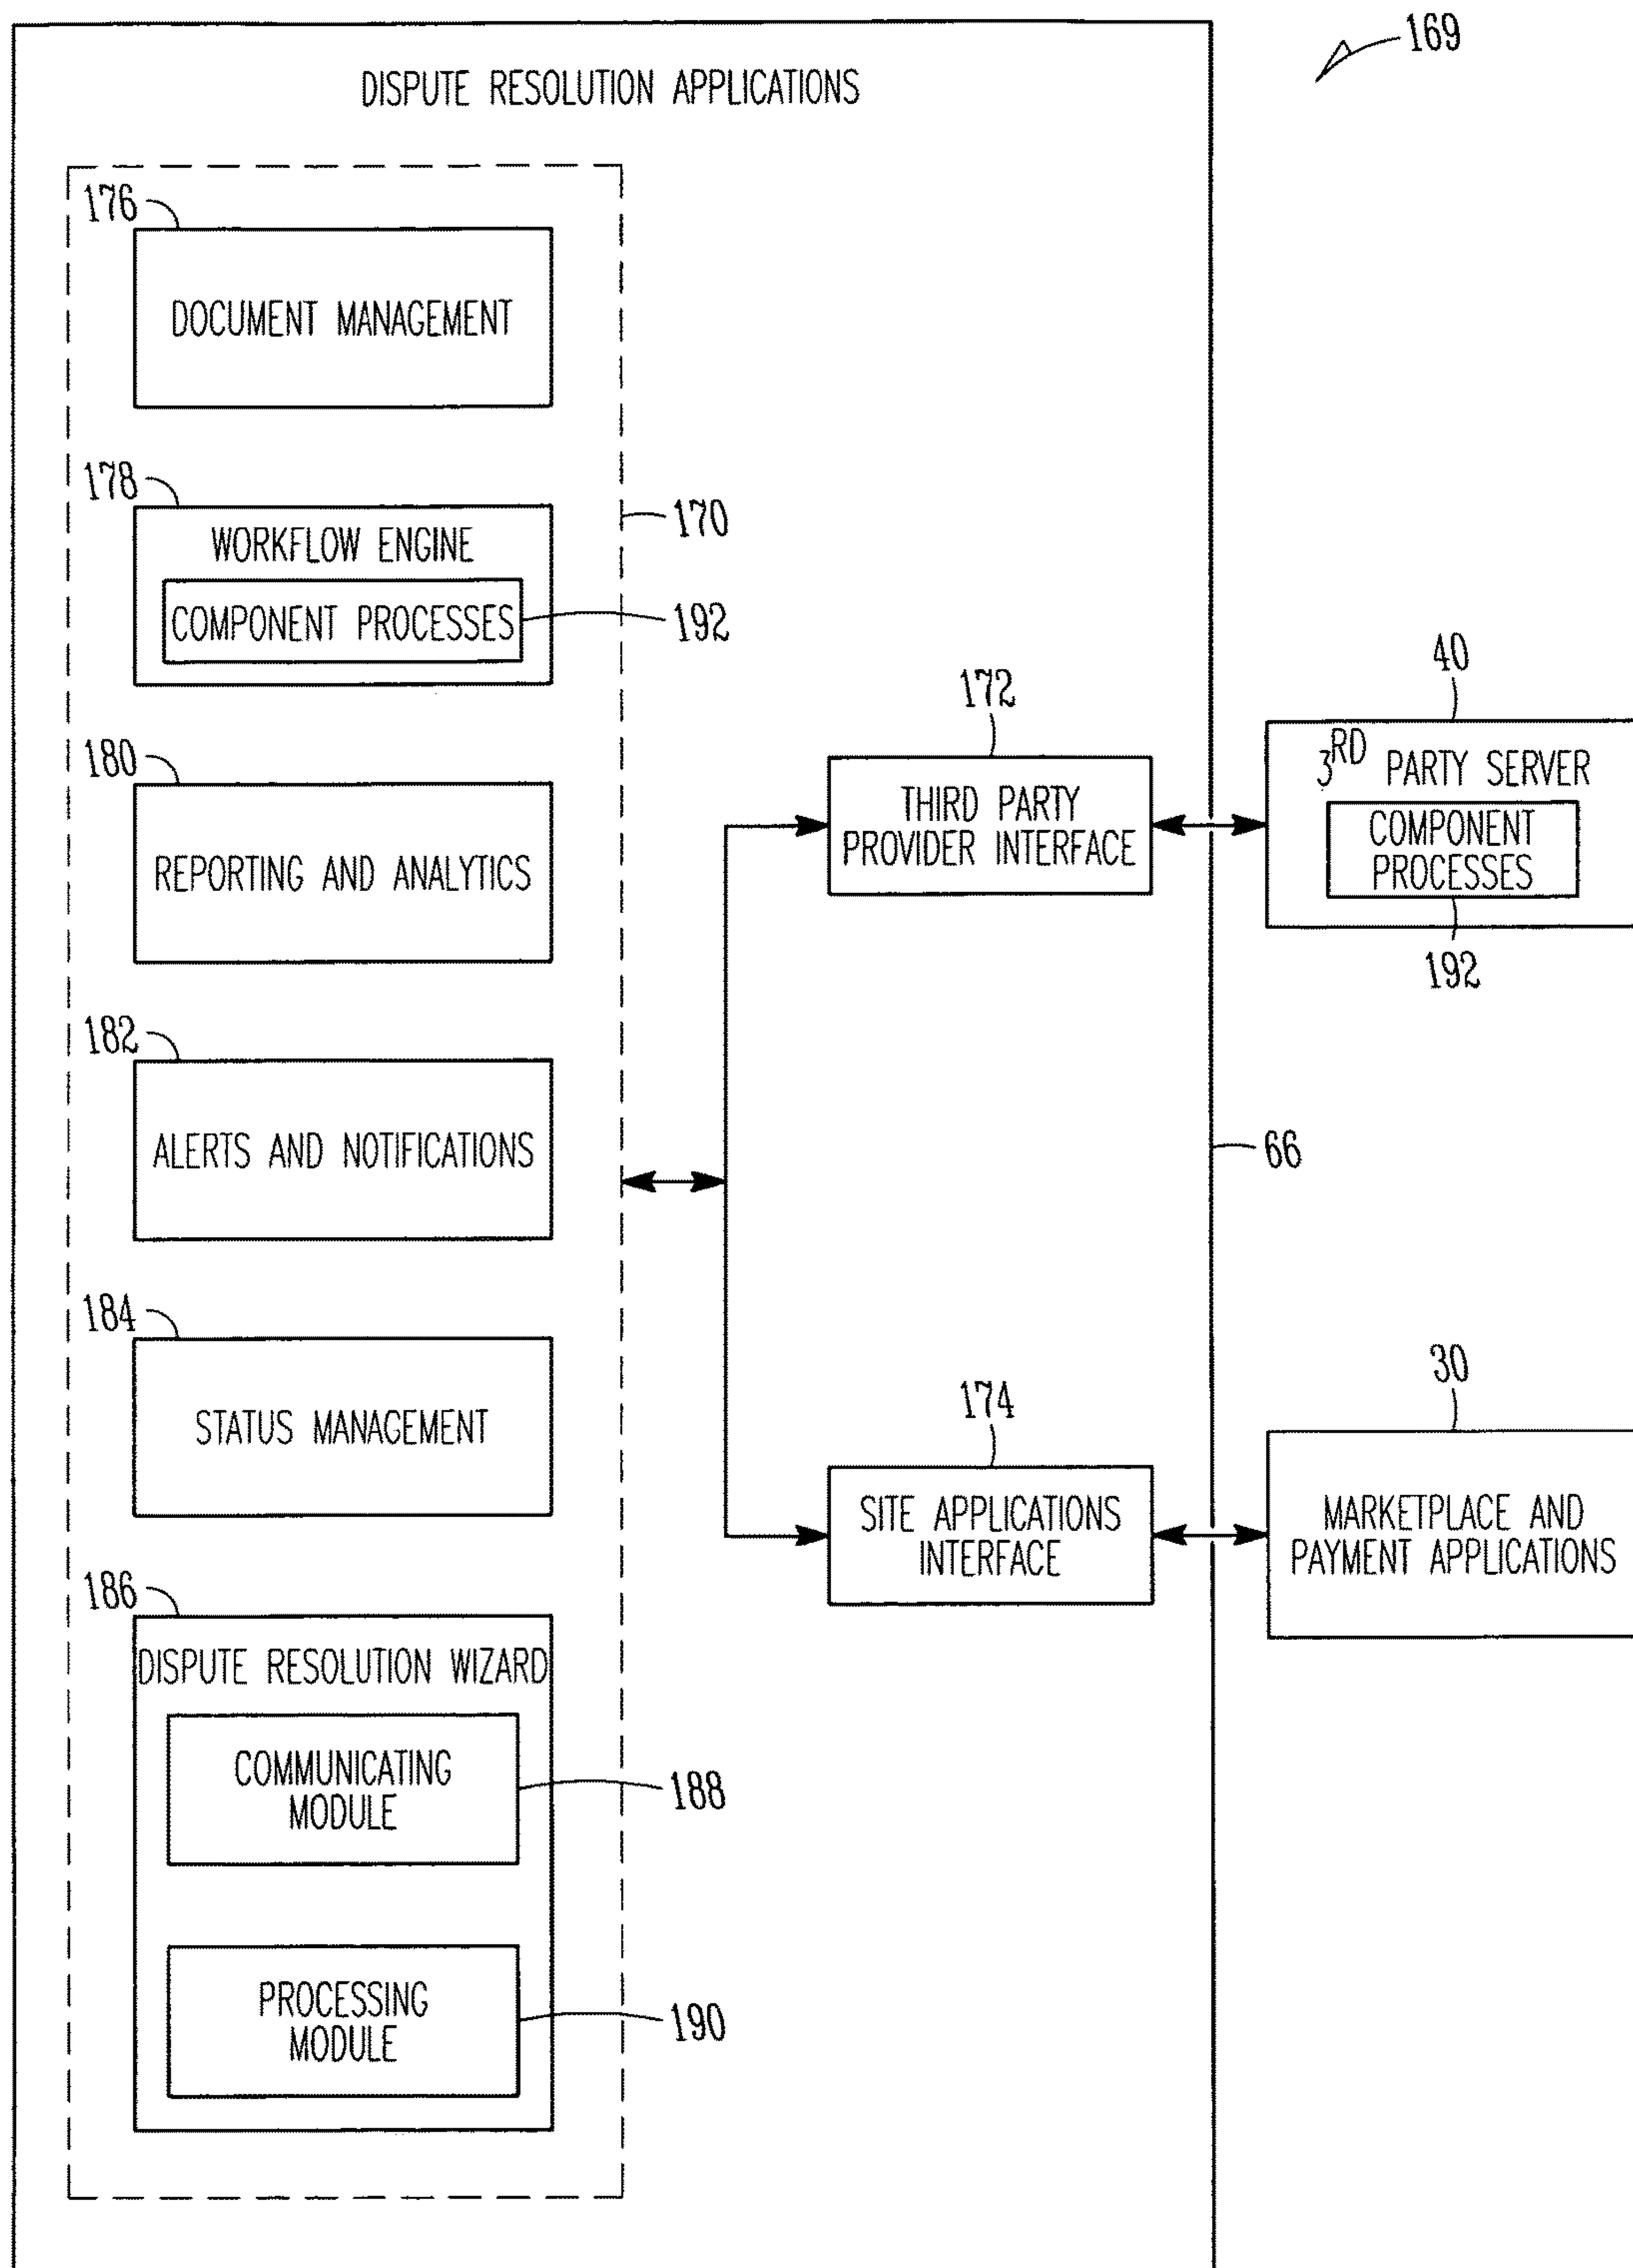 169
DISPUTE RESOLUTION APPLICATIONS
176
DOCUMENT MANAGEMENT
178
WORKFLOW ENGINE
COMPONENT PROCESSES
170
192
180
REPORTING AND ANALYTICS
182
ALERTS AND NOTIFICATIONS
184
STATUS MANAGEMENT
186
DISPUTE RESOLUTION WIZARD
COMMUNICATING
MODULE
188
PROCESSING
MODULE
190
172
THIRD PARTY
PROVIDER INTERFACE
174
SITE APPLICATIONS
INTERFACE
66
40
3RD PARTY SERVER
COMPONENT
PROCESSES
192
30
MARKETPLACE AND
PAYMENT APPLICATIONS